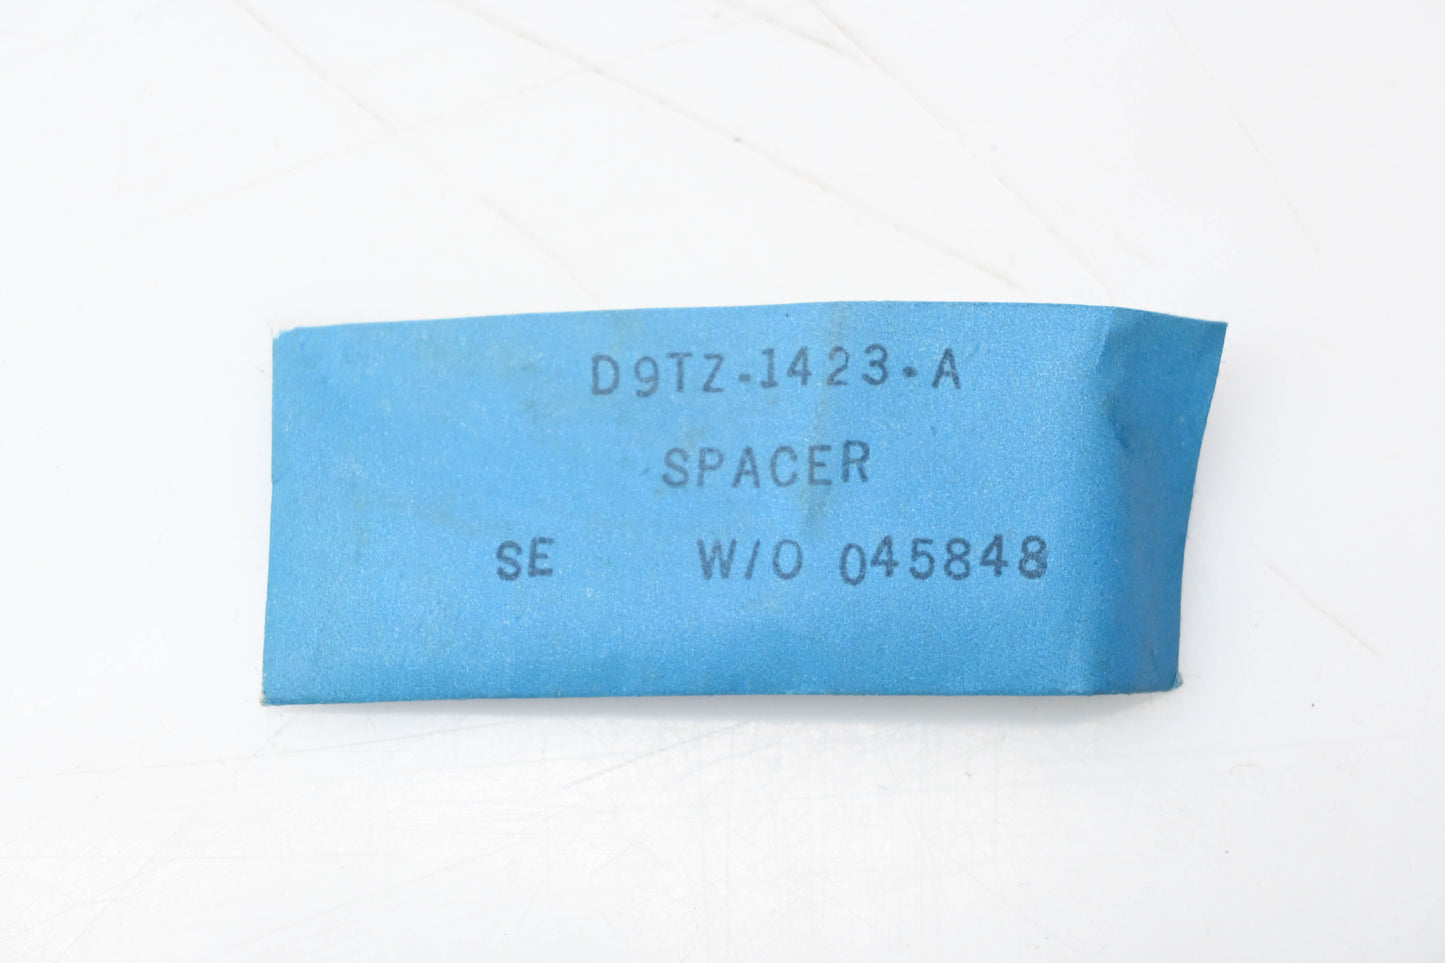 D9TZ-1423-A
SPACER
SE W/O 045848